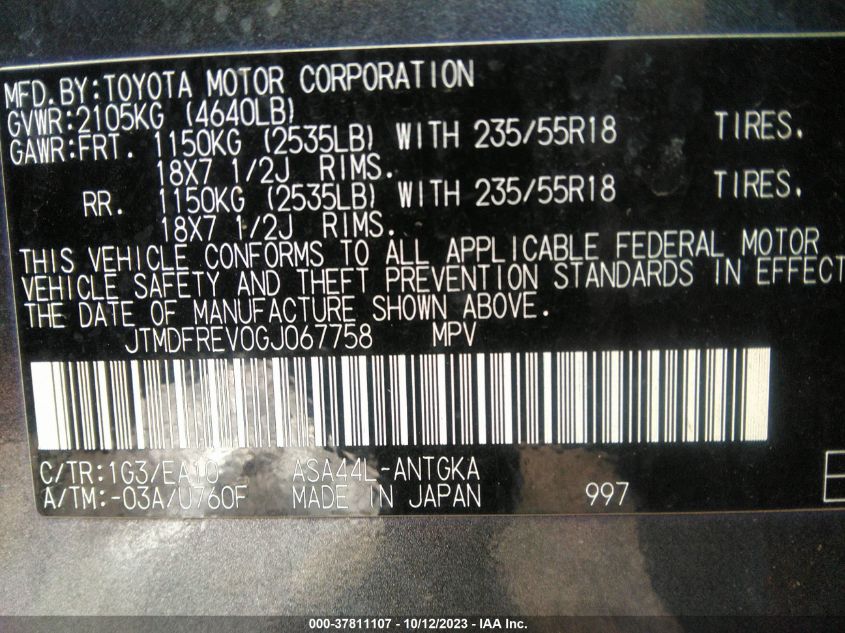 MFD.BY:TOYOTA MOTOR CORPORATION
GVWR:2105KG (4640LB)
GAWR:FRT. 1150KG (2535LB) WITH 235/55R18 TIRES.
18X7 1/2J RIMS.
RR. 1150KG (2535LB) WITH 235/55R18 TIRES.
18X7 1/2J RIMS.
THIS VEHICLE CONFORMS TO ALL APPLICABLE FEDERAL MOTOR
VEHICLE SAFETY AND THEFT PREVENTION STANDARDS IN EFFECT
THE DATE OF MANUFACTURE SHOWN ABOVE.
JTMDFREV0GJ067758 MPV
C/TR:1G3/EA10 ASA44L-ANTGKA
A/TM:-03A/U760F MADE IN JAPAN 997
000-37811107 - 10/12/2023 - IAA Inc.